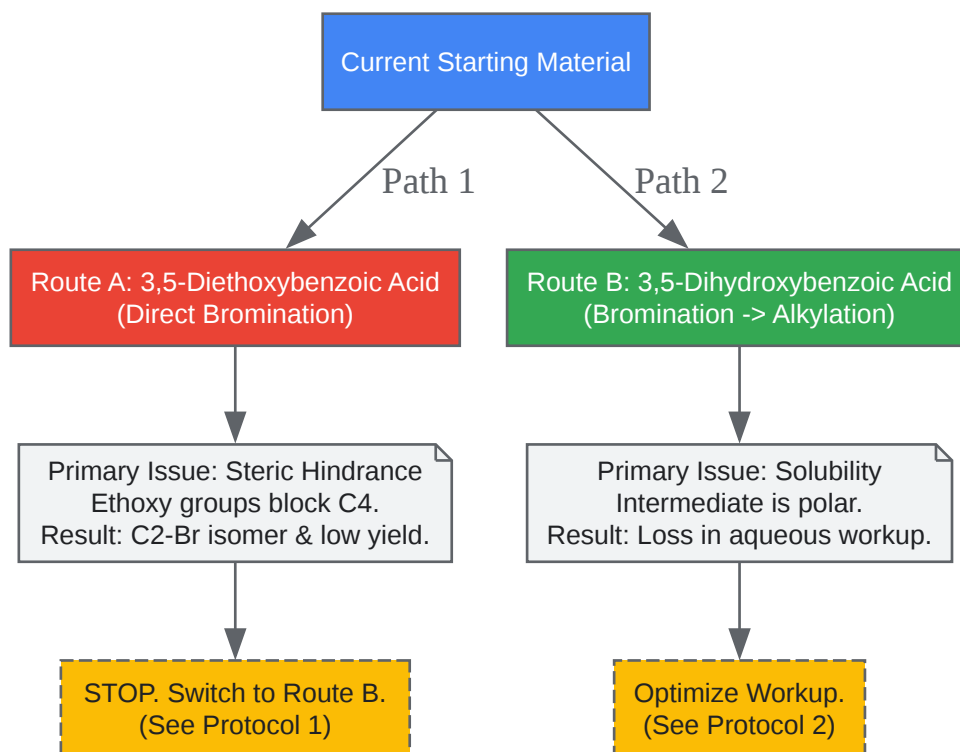 Current Starting Material
Path 1
Path 2
Route A: 3,5-Diethoxybenzoic Acid
(Direct Bromination)
Route B: 3,5-Dihydroxybenzoic Acid
(Bromination -> Alkylation)
Primary Issue: Steric Hindrance
Ethoxy groups block C4.
Result: C2-Br isomer & low yield.
Primary Issue: Solubility
Intermediate is polar.
Result: Loss in aqueous workup.
STOP. Switch to Route B.
(See Protocol 1)
Optimize Workup.
(See Protocol 2)